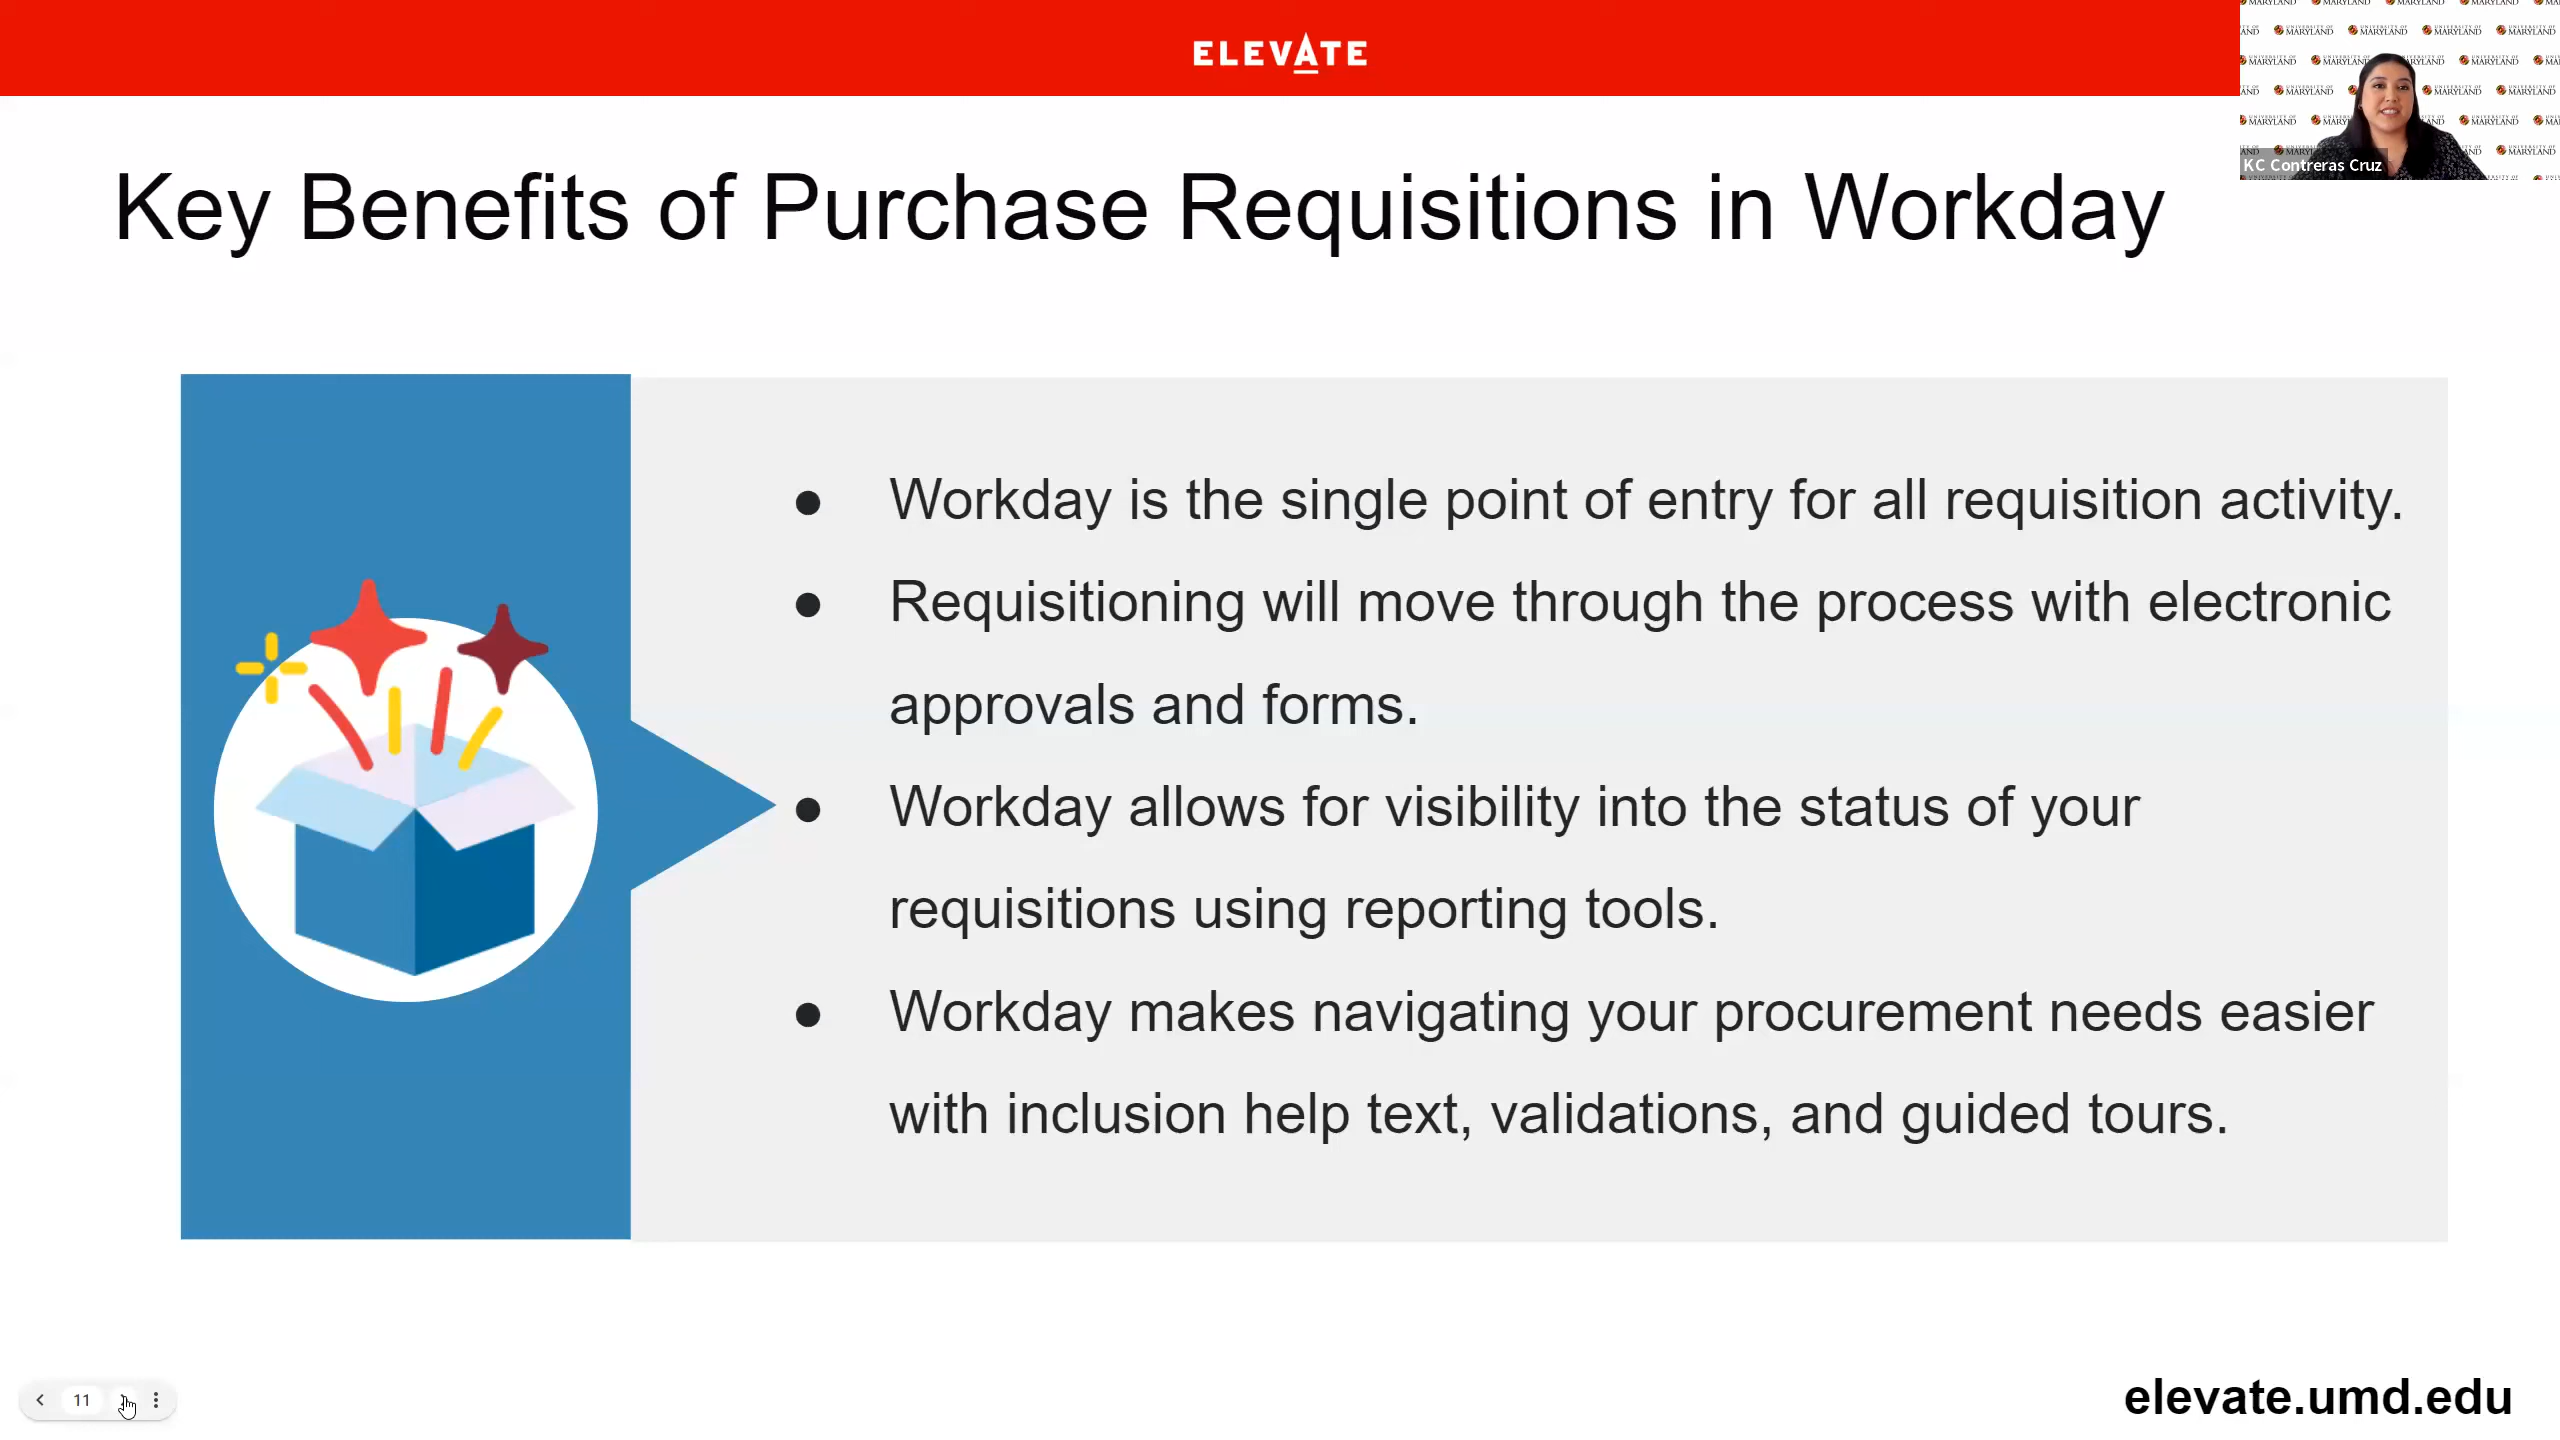 ELEVATE
UNIVERSITY OF MARYLAND
KC Contreras Cruz
Key Benefits of Purchase Requisitions in Workday
● Workday is the single point of entry for all requisition activity.
● Requisitioning will move through the process with electronic
approvals and forms.
● Workday allows for visibility into the status of your
requisitions using reporting tools.
● Workday makes navigating your procurement needs easier
with inclusion help text, validations, and guided tours.
11
elevate.umd.edu